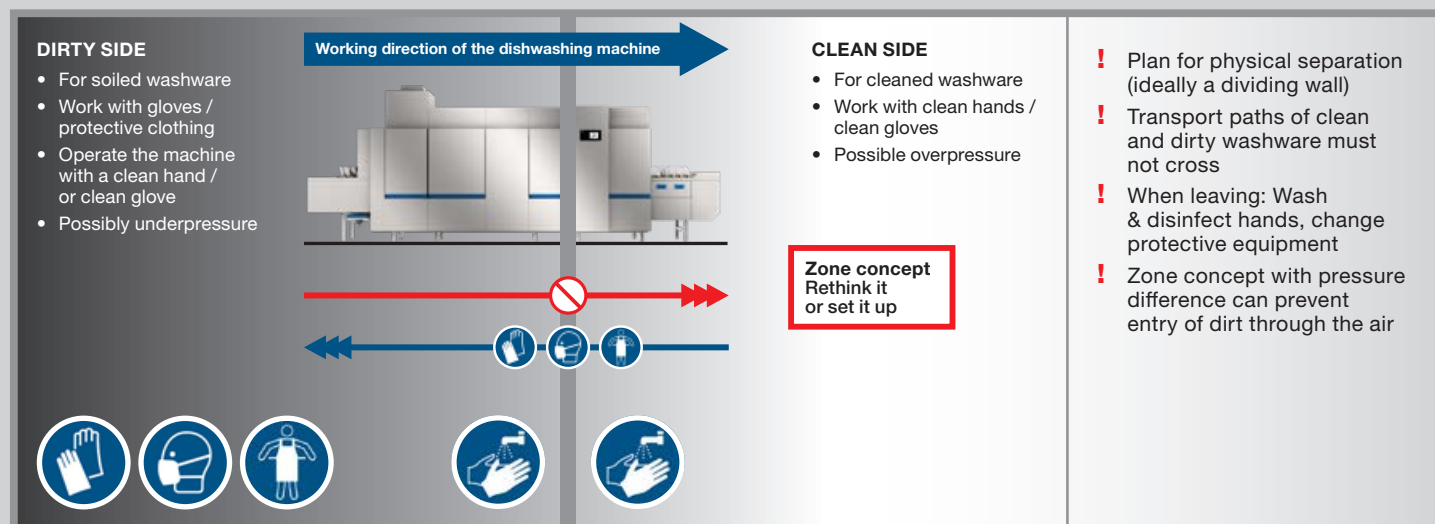 DIRTY SIDE
• For soiled washware
• Work with gloves /
protective clothing
• Operate the machine
with a clean hand /
or clean glove
• Possibly underpressure
Working direction of the dishwashing machine
CLEAN SIDE
• For cleaned washware
• Work with clean hands /
clean gloves
• Possible overpressure
Zone concept
Rethink it
or set it up
! Plan for physical separation
(ideally a dividing wall)
! Transport paths of clean
and dirty washware must
not cross
! When leaving: Wash
& disinfect hands, change
protective equipment
! Zone concept with pressure
difference can prevent
entry of dirt through the air